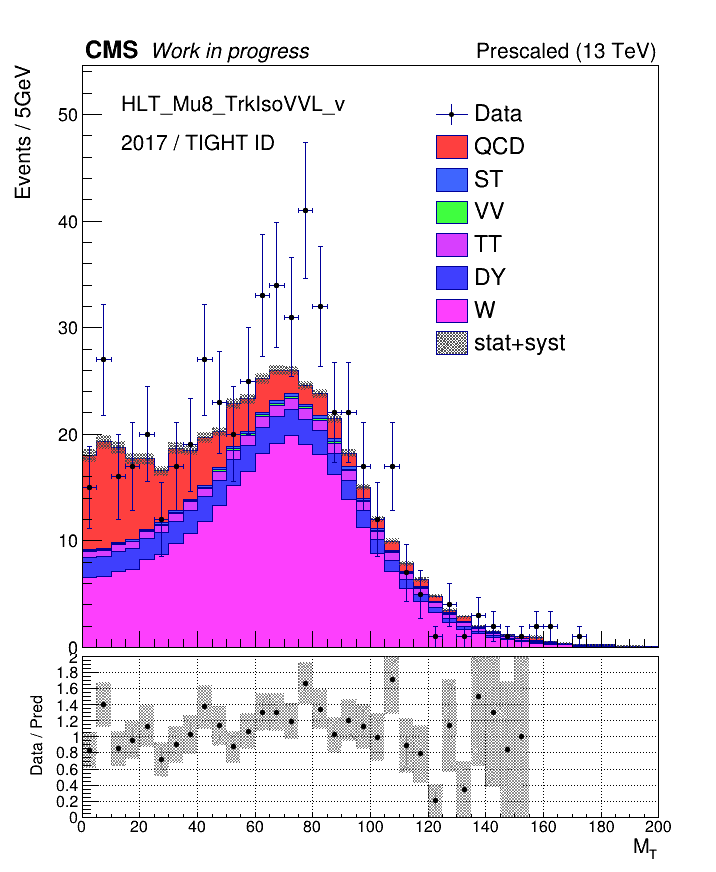 CMS Work in progress Prescaled (13 TeV)
Events / 5GeV
HLT_Mu8_TrkIsoVVL_v
2017 / TIGHT ID
Data
QCD
ST
VV
TT
DY
W
stat+syst
50
40
30
20
10
0
Data / Pred
2
1.8
1.6
1.4
1.2
1
0.8
0.6
0.4
0.2
0
0 20 40 60 80 100 120 140 160 180 200
M_T